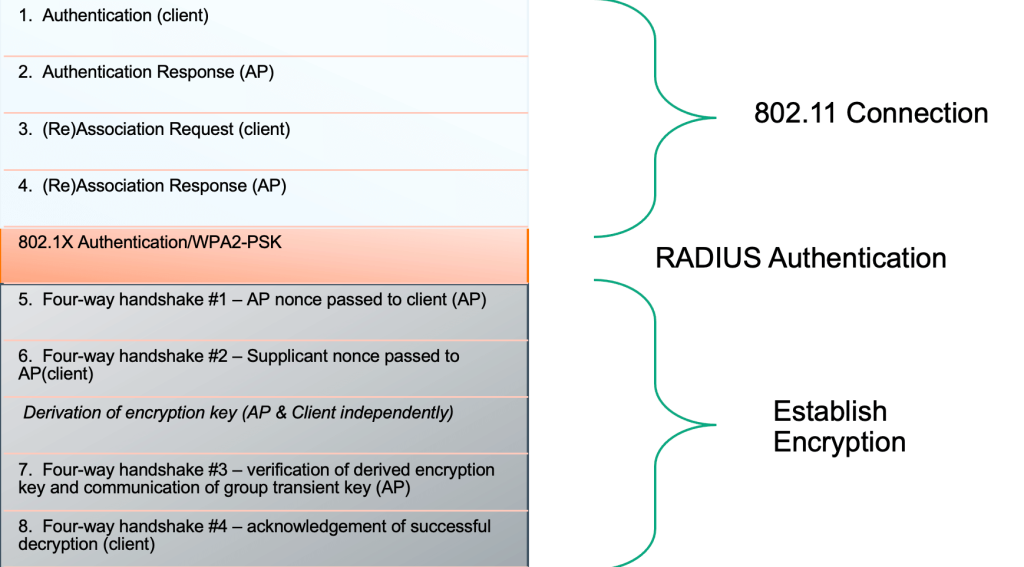 1. Authentication (client)
2. Authentication Response (AP)
3. (Re)Association Request (client)
4. (Re)Association Response (AP)
802.11 Connection
802.1X Authentication/WPA2-PSK
RADIUS Authentication
5. Four-way handshake #1 – AP nonce passed to client (AP)
6. Four-way handshake #2 – Supplicant nonce passed to
AP(client)
Derivation of encryption key (AP & Client independently)
7. Four-way handshake #3 – verification of derived encryption
key and communication of group transient key (AP)
8. Four-way handshake #4 – acknowledgement of successful
decryption (client)
Establish
Encryption